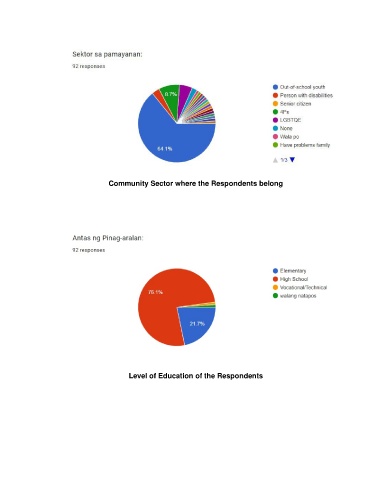 Sektor sa pamayanan:
92 responses
Out-of-school youth
Person with disabilities
Senior citizen
4Ps
LGBTQE
None
Wala po
Have problems family
1/3
8.7%
64.1%
Community Sector where the Respondents belong
Antas ng Pinag-aralan:
92 responses
Elementary
High School
Vocational/Technical
walang natapos
76.1%
21.7%
Level of Education of the Respondents